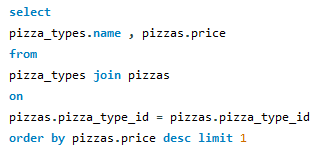 select
pizza_types.name , pizzas.price
from
pizza_types join pizzas
on
pizzas.pizza_type_id = pizzas.pizza_type_id
order by pizzas.price desc limit 1